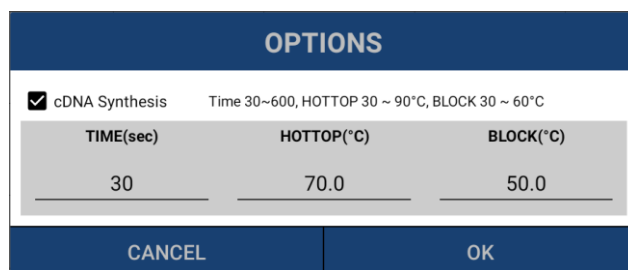 OPTIONS
cDNA Synthesis Time 30~600, HOTTOP 30 ~ 90°C, BLOCK 30 ~ 60°C
TIME(sec) HOTTOP(°C) BLOCK(°C)
30 70.0 50.0
CANCEL OK